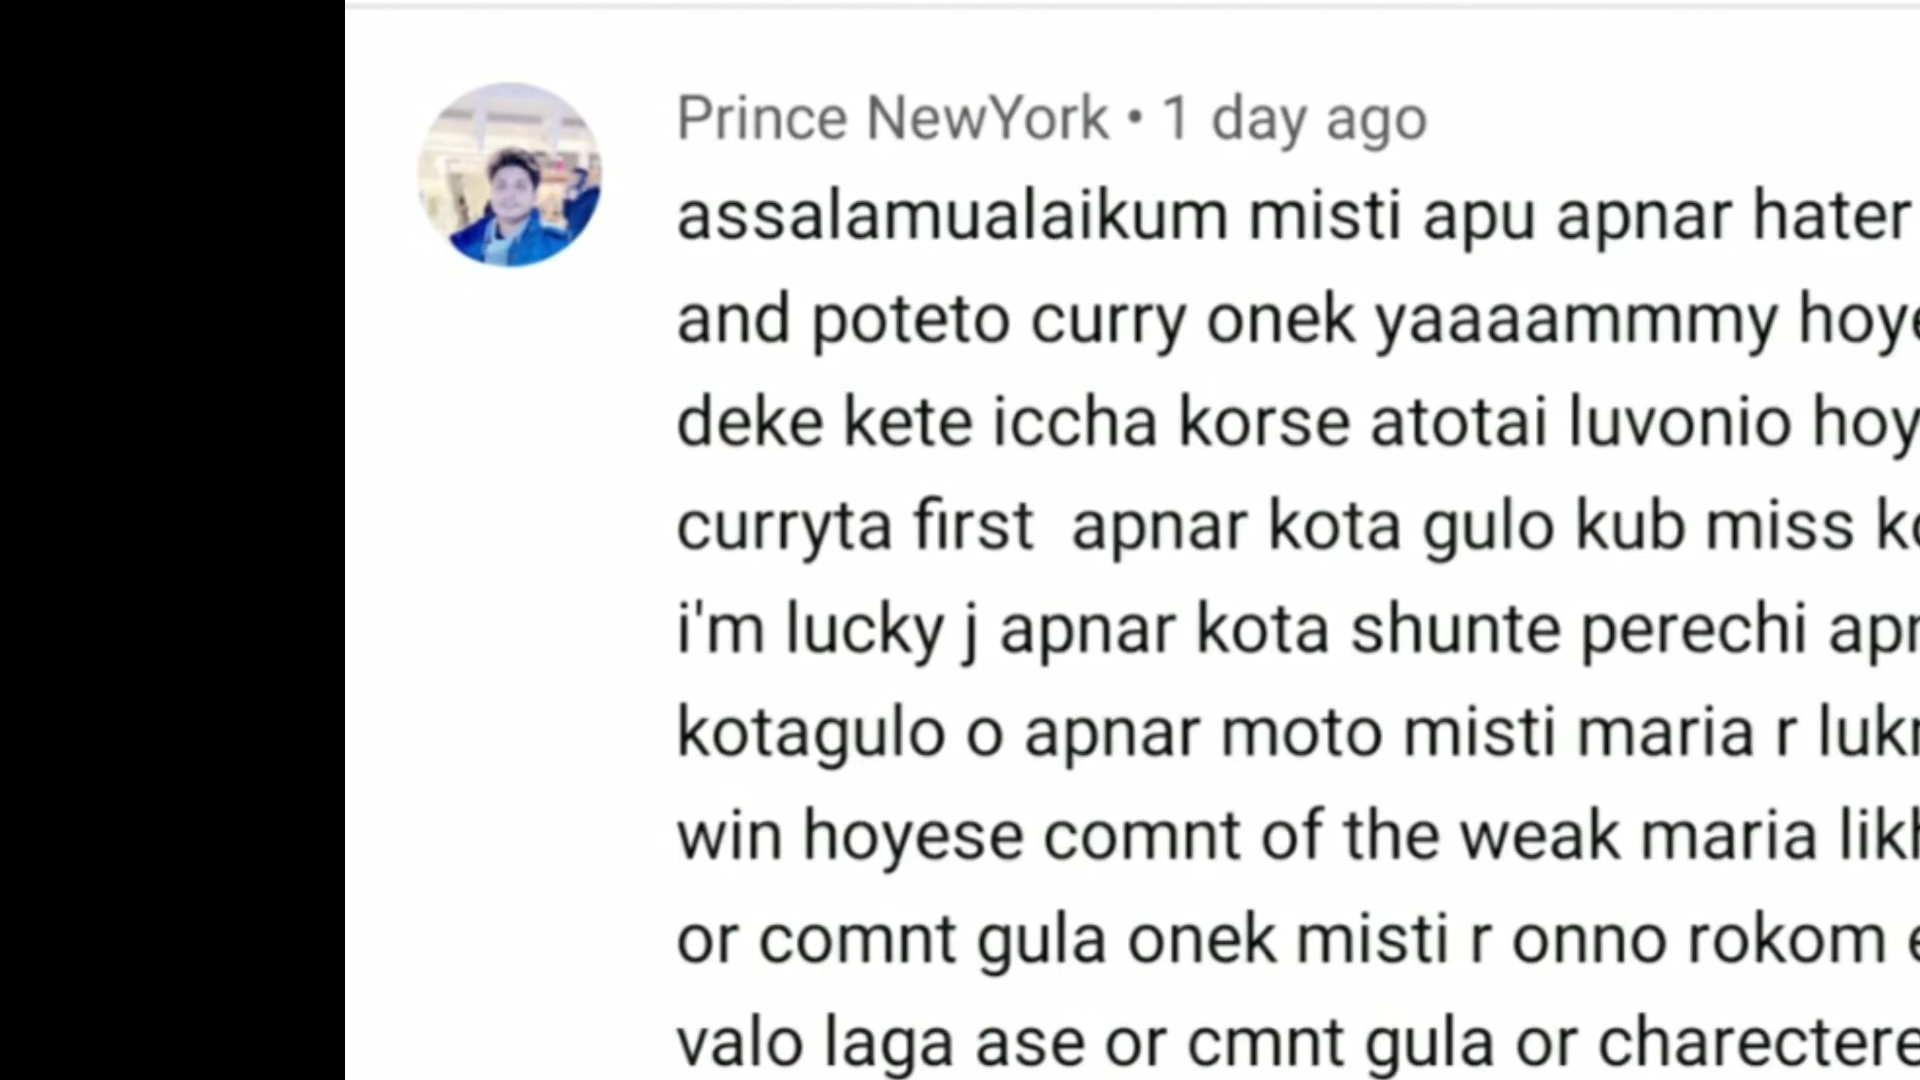 Prince NewYork • 1 day ago
assalamualaikum misti apu apnar hater
and poteto curry onek yaaaammmy
deke kete iccha korse atotai luvonio
curryta first apnar kota gulo kub miss
i'm lucky j apnar kota shunte perechi
kotagulo o apnar moto misti maria r
win hoyese comnt of the weak maria
or comnt gula onek misti r onno rokom
valo laga ase or cmnt gula or charectere